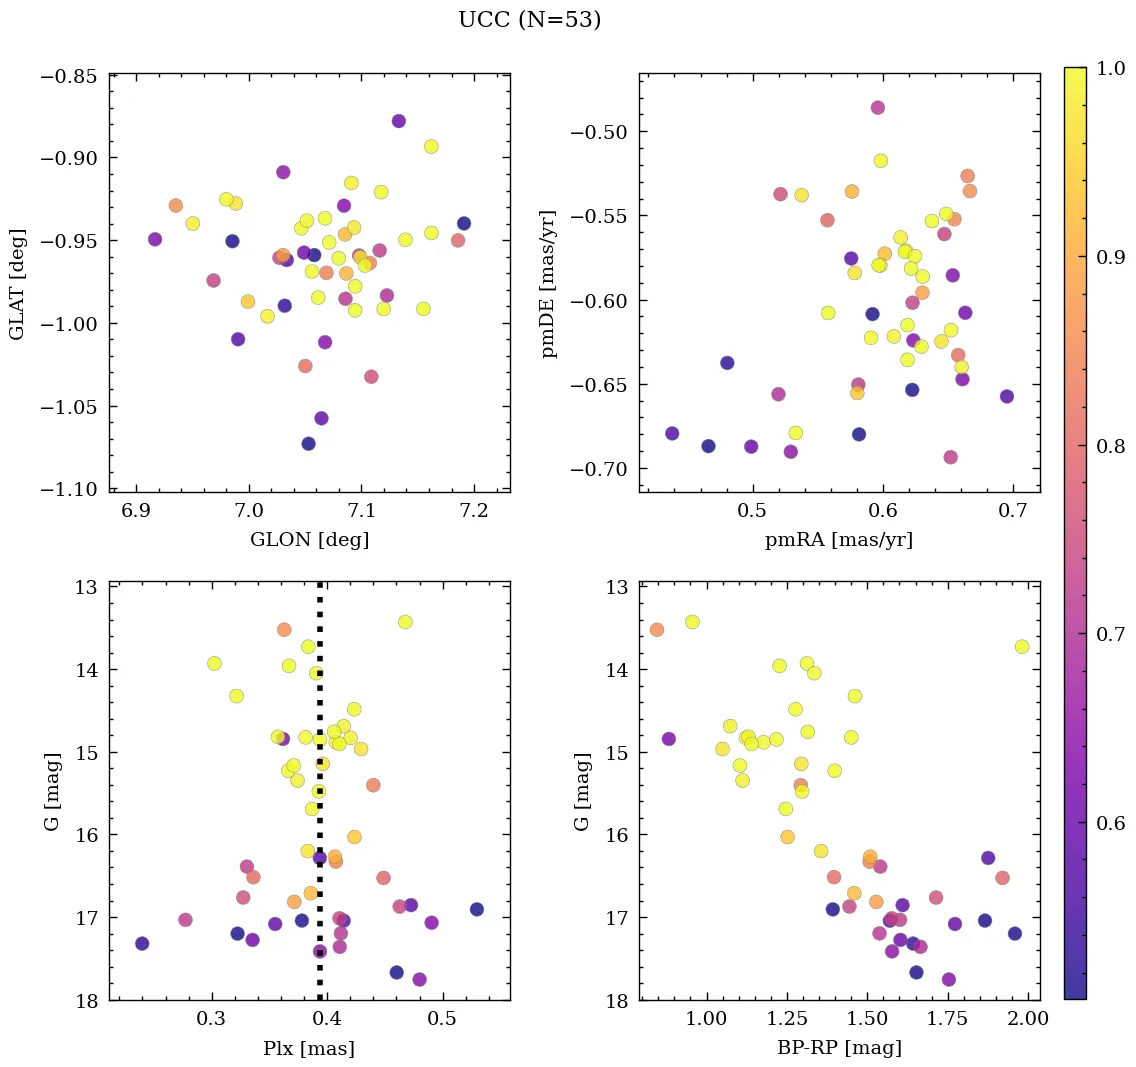 UCC (N=53)
−0.85
−0.90
−0.95
−1.00
−1.05
−1.10
GLAT [deg]
6.9 7.0 7.1 7.2
GLON [deg]
−0.50
−0.55
−0.60
−0.65
−0.70
pmDE [mas/yr]
0.5 0.6 0.7
pmRA [mas/yr]
13
14
15
16
17
18
G [mag]
0.3 0.4 0.5
Plx [mas]
13
14
15
16
17
18
G [mag]
1.00 1.25 1.50 1.75 2.00
BP-RP [mag]
1.0
0.9
0.8
0.7
0.6